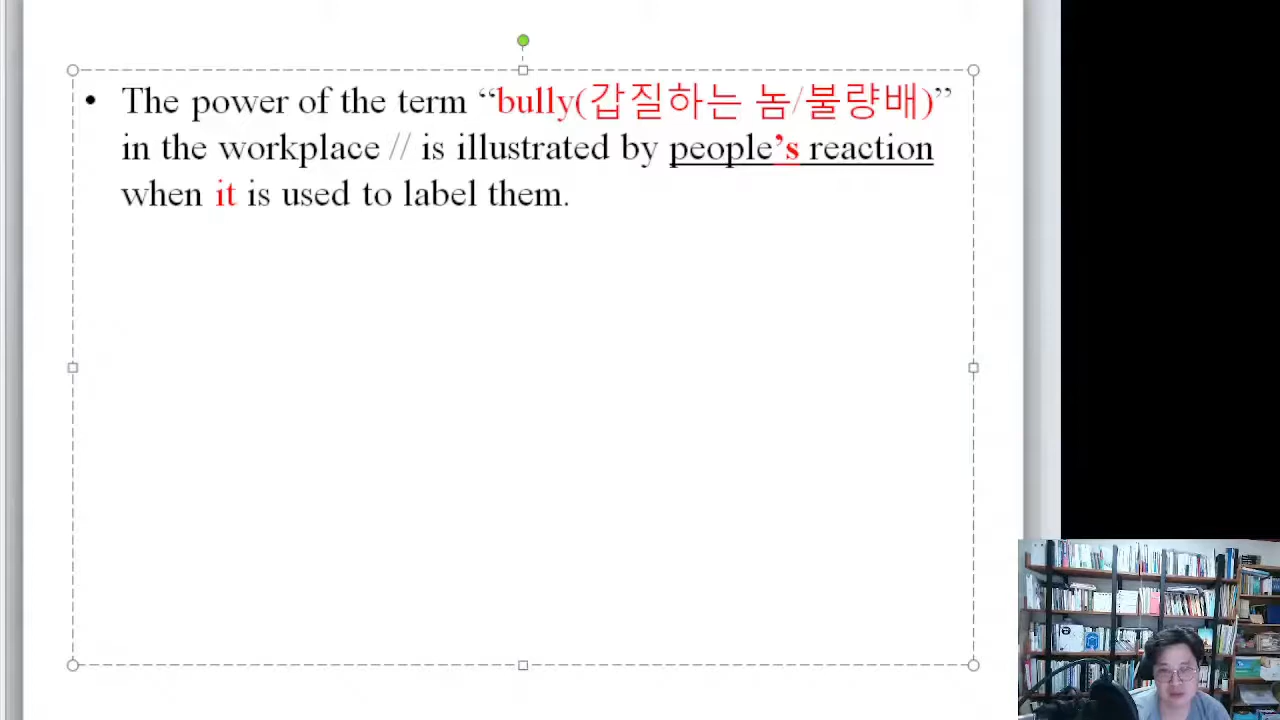 • The power of the term “bully(갑질하는 놈/불량배)”
in the workplace // is illustrated by people’s reaction
when it is used to label them.